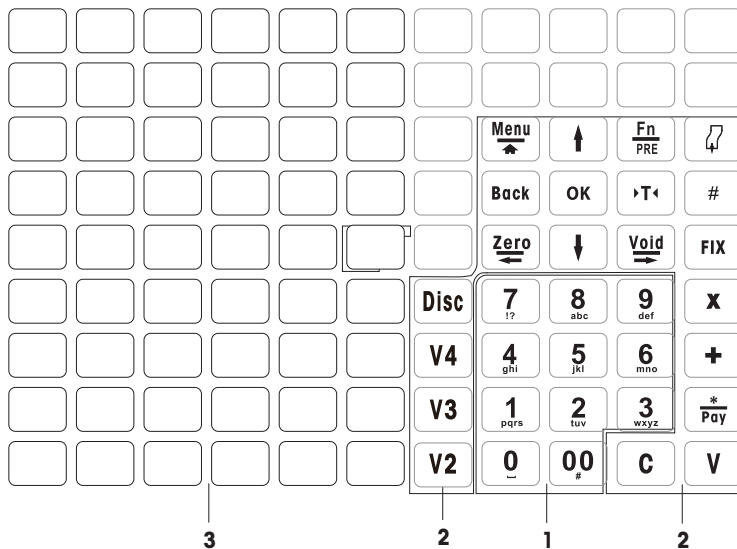 Menu Fn
PRE
Back OK T #
Zero Void FIX
Disc 7 8 9 x
!? abc def
V4 4 5 6 +
ghi jkl mno
V3 1 2 3 *
Pay
pqrs tuv wxyz
V2 0 00 C V
#
3 2 1 2